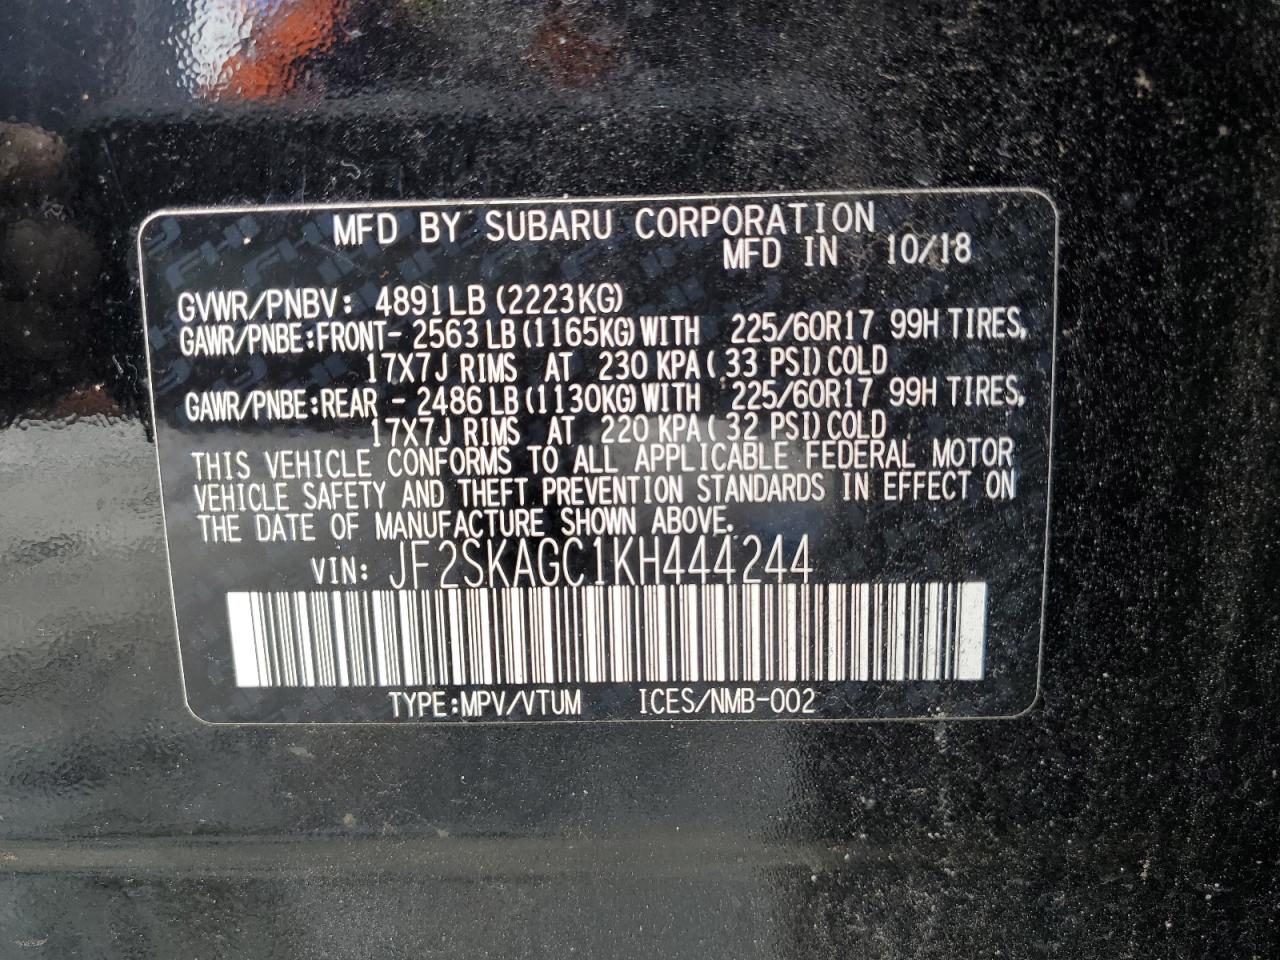 MFD BY SUBARU CORPORATION
MFD IN 10/18
GVWR/PNBV: 4891LB (2223KG)
GAWR/PNBE:FRONT- 2563 LB (1165KG) WITH 225/60R17 99H TIRES,
17X7J RIMS AT 230 KPA ( 33 PSI) COLD
GAWR/PNBE:REAR - 2486 LB (1130KG) WITH 225/60R17 99H TIRES,
17X7J RIMS AT 220 KPA ( 32 PSI) COLD
THIS VEHICLE CONFORMS TO ALL APPLICABLE FEDERAL MOTOR
VEHICLE SAFETY AND THEFT PREVENTION STANDARDS IN EFFECT ON
THE DATE OF MANUFACTURE SHOWN ABOVE.
VIN: JF2SKAGC1KH444244
TYPE:MPV/VTUM ICES/NMB-002